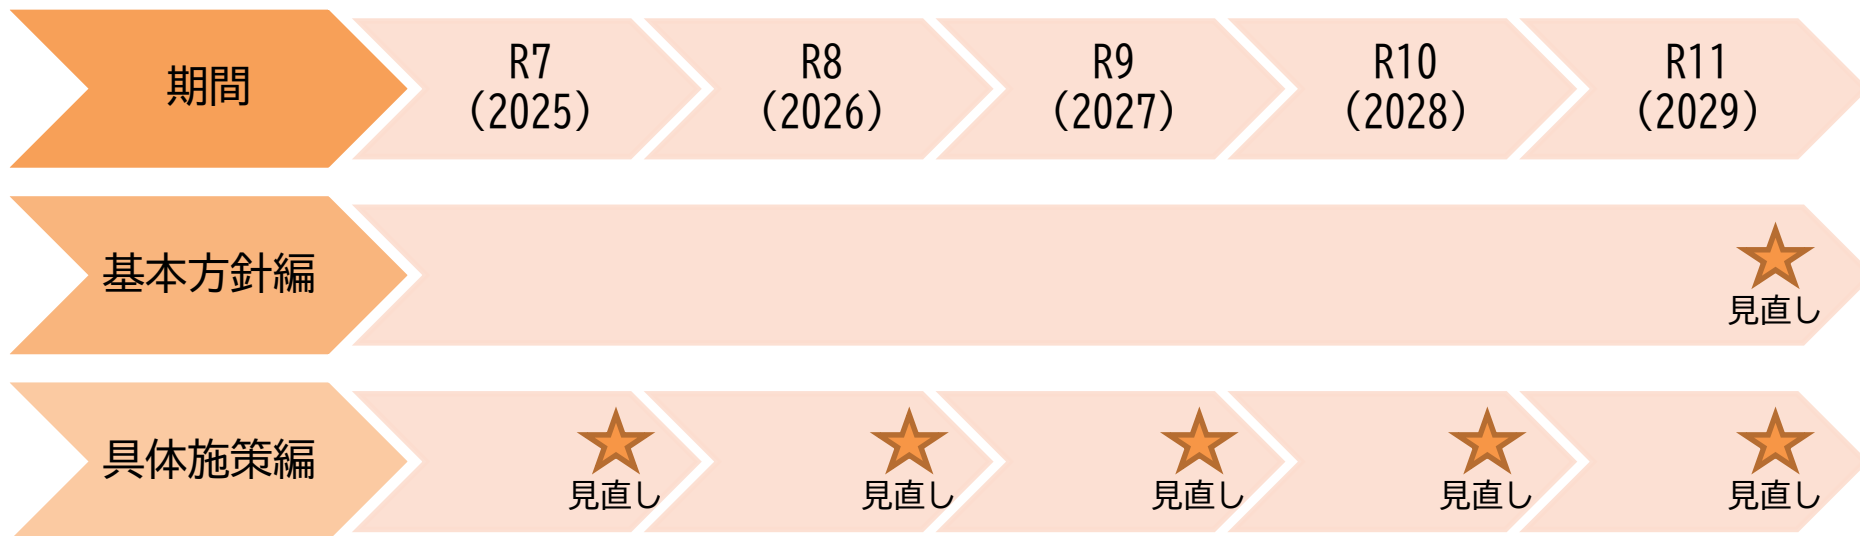 期間
R7
(2025)
R8
(2026)
R9
(2027)
R10
(2028)
R11
(2029)
基本方針編
見直し
具体施策編
見直し
見直し
見直し
見直し
見直し